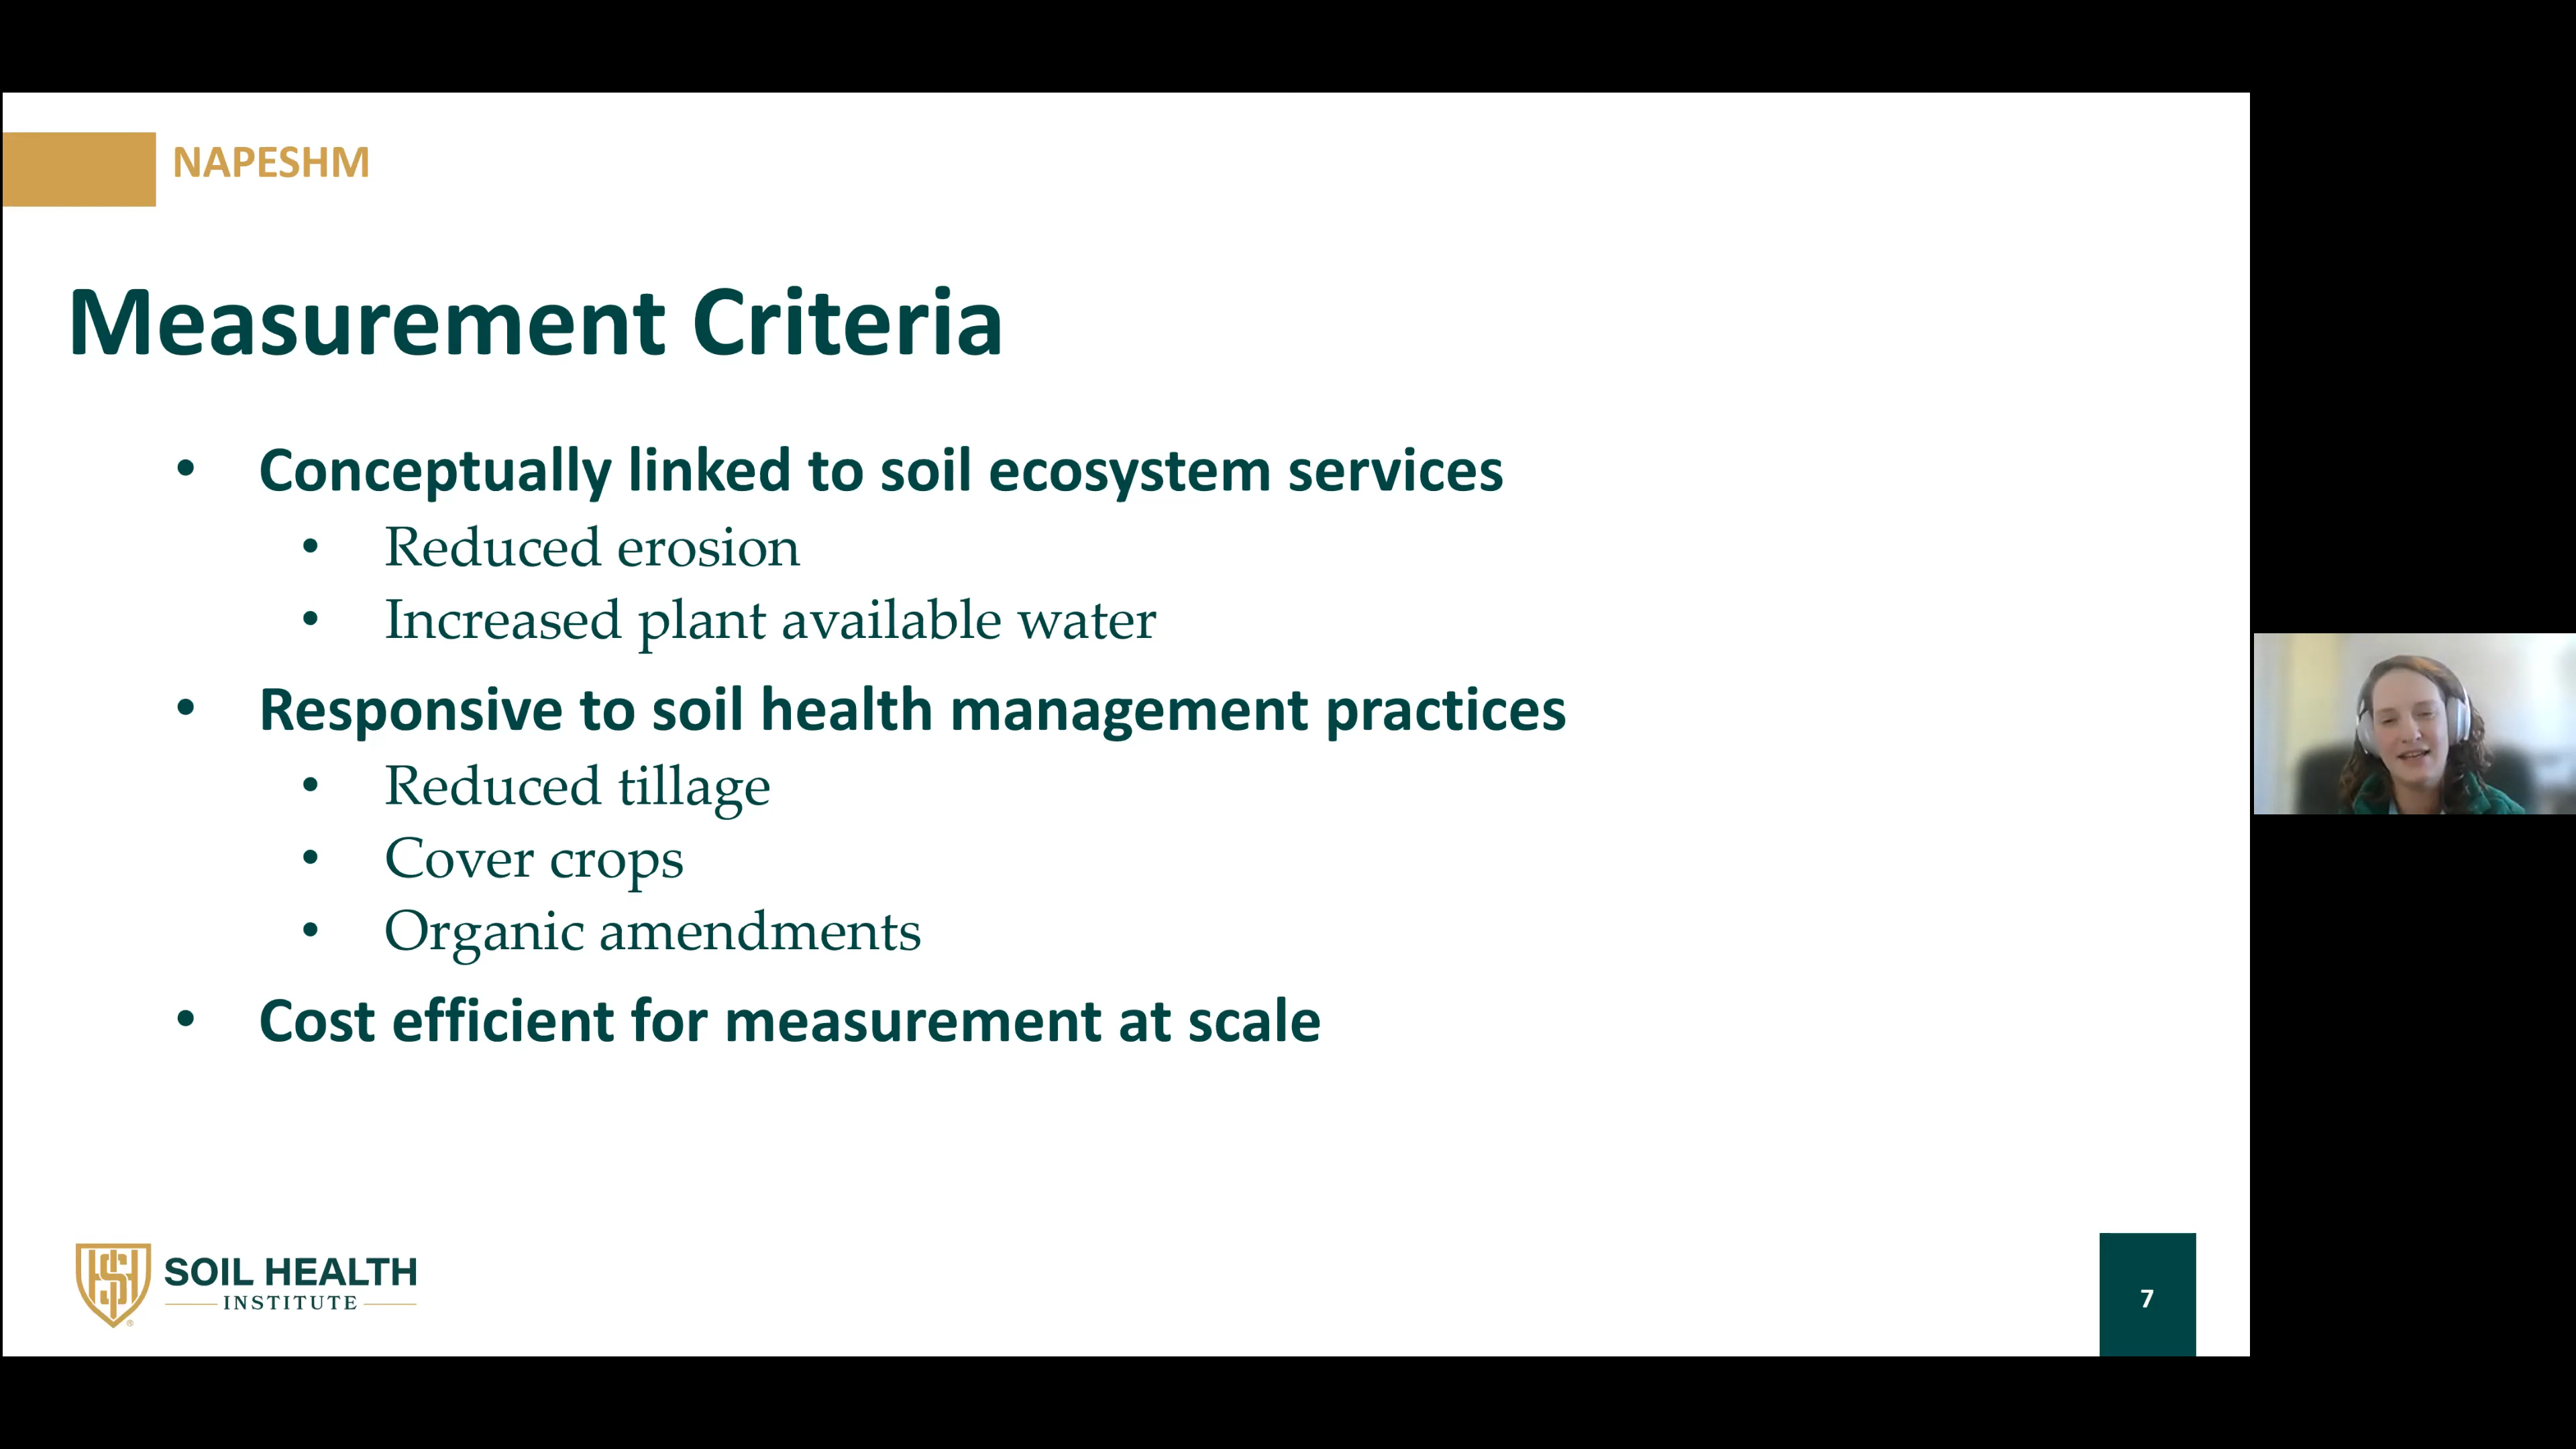 NAPESHM
Measurement Criteria
• Conceptually linked to soil ecosystem services
• Reduced erosion
• Increased plant available water
• Responsive to soil health management practices
• Reduced tillage
• Cover crops
• Organic amendments
• Cost efficient for measurement at scale
SOIL HEALTH
INSTITUTE
®
7